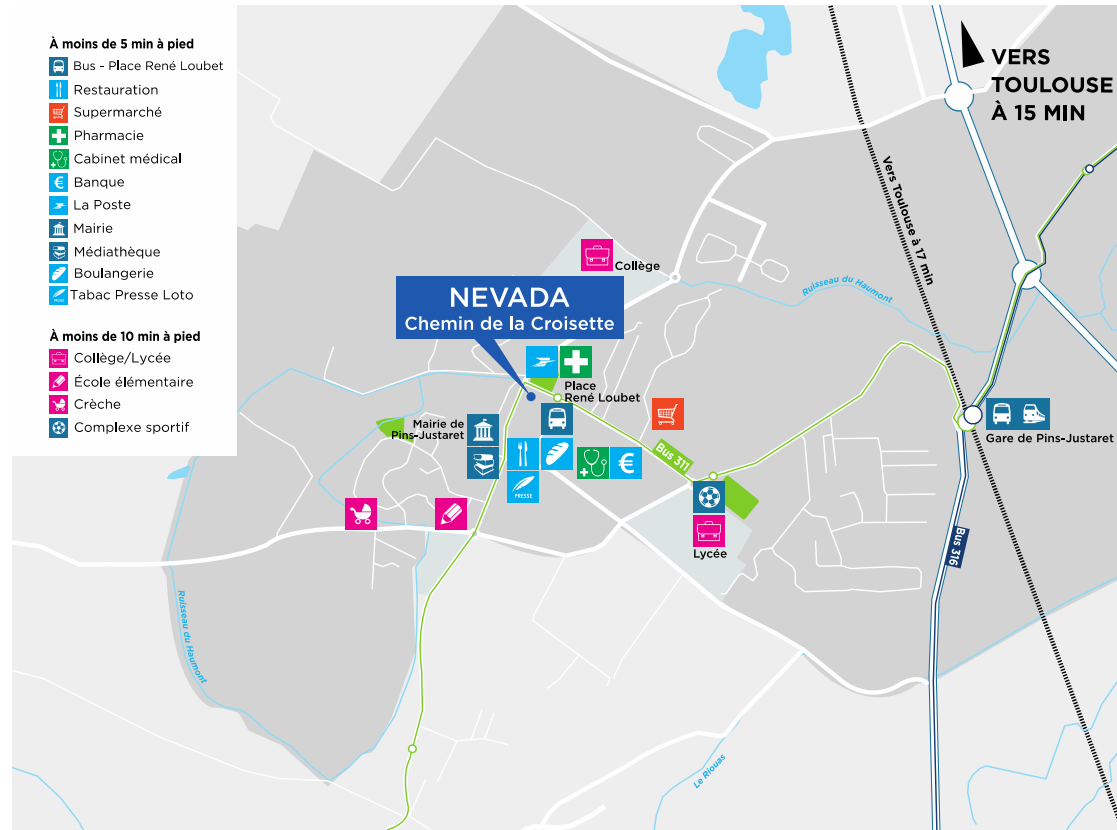 À moins de 5 min à pied
Bus - Place René Loubet
Restauration
Supermarché
Pharmacie
Cabinet médical
€ Banque
La Poste
Mairie
Médiathèque
Boulangerie
PRESSE Tabac Presse Loto
À moins de 10 min à pied
Collège/Lycée
École élémentaire
Crèche
Complexe sportif
VERS
TOULOUSE
À 15 MIN
Vers Toulouse à 17 min
Collège
Ruisseau du Haumont
NEVADA
Chemin de la Croisette
Place
René Loubet
Mairie de
Pins-Justaret
Gare de Pins-Justaret
Bus 311
€
PRESSE
Lycée
Bus 316
Ruisseau du Haumont
Le Riouas